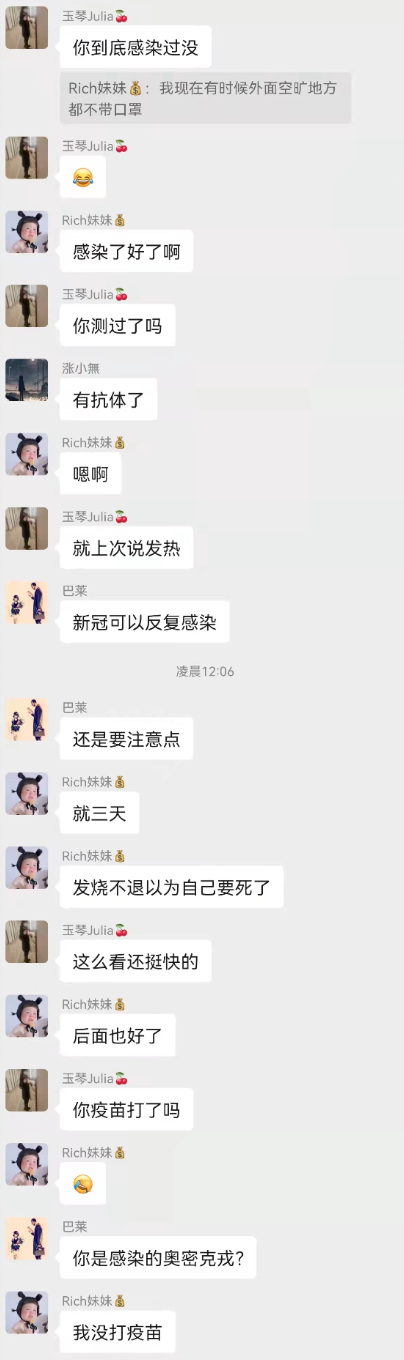 玉琴Julia🍒
你到底感染过没
Rich妹妹💰：我现在有时候外面空旷地方
都不带口罩
玉琴Julia🍒
😂
Rich妹妹💰
感染了好了啊
玉琴Julia🍒
你测过了吗
涨小無
有抗体了
Rich妹妹💰
嗯啊
玉琴Julia🍒
就上次说发热
巴莱
新冠可以反复感染
凌晨12:06
巴莱
还是要注意点
Rich妹妹💰
就三天
Rich妹妹💰
发烧不退以为自己要死了
玉琴Julia🍒
这么看还挺快的
Rich妹妹💰
后面也好了
玉琴Julia🍒
你疫苗打了吗
Rich妹妹💰
🤣
巴莱
你是感染的奥密克戎?
Rich妹妹💰
我没打疫苗